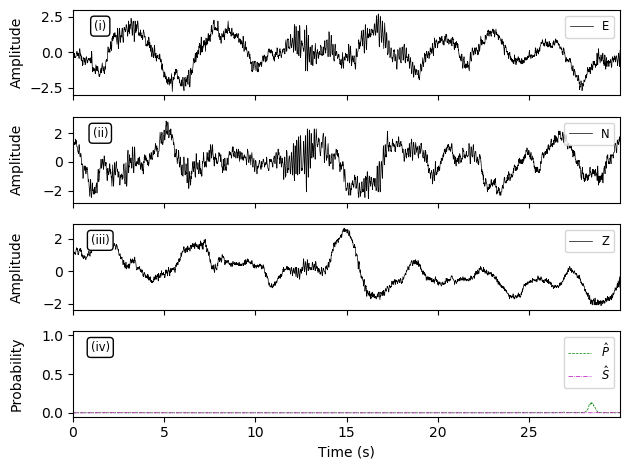 2.5
0.0
−2.5
Amplitude
(i)
E
2
0
−2
Amplitude
(ii)
N
2
0
−2
Amplitude
(iii)
Z
1.0
0.5
0.0
Probability
(iv)
P̂
Ŝ
0 5 10 15 20 25
Time (s)